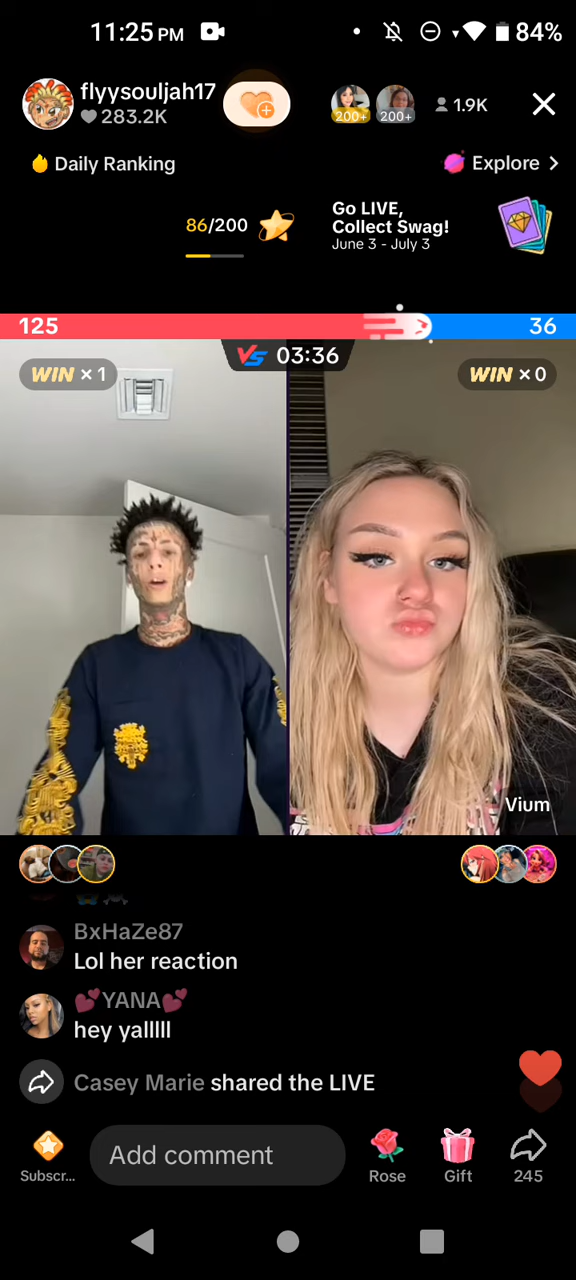 11:25 PM
84%
flyysouljah17
283.2K
200+
200+
1.9K
Daily Ranking
Explore >
86/200
Go LIVE,
Collect Swag!
June 3 - July 3
125
36
VS 03:36
WIN × 1
WIN × 0
Vium
BxHaZe87
Lol her reaction
💕YANA💕
hey yalllll
Casey Marie shared the LIVE
Subscr...
Add comment
Rose
Gift
245